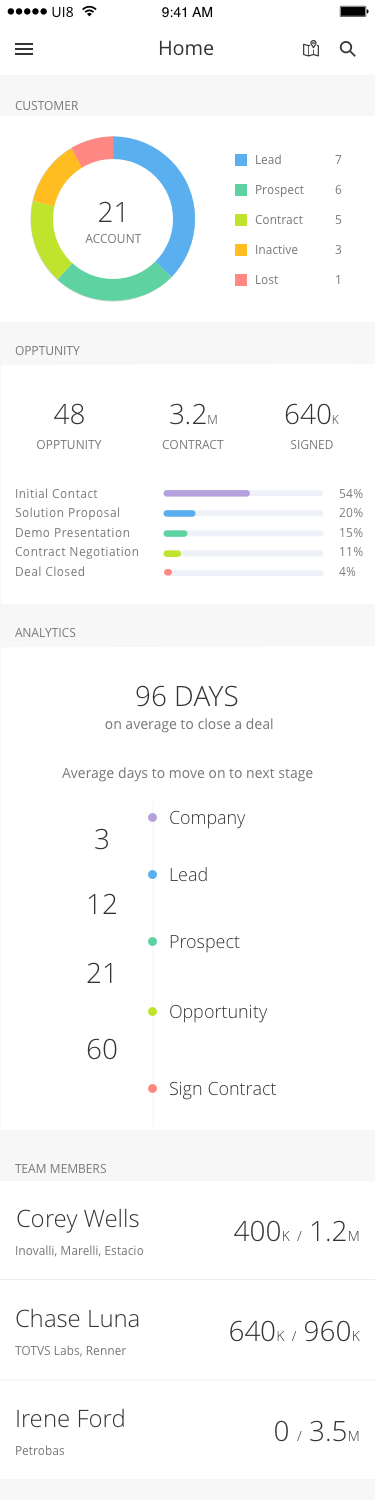 UI8 9:41 AM
Home
CUSTOMER
21
ACCOUNT
Lead 7
Prospect 6
Contract 5
Inactive 3
Lost 1
OPPTUNITY
48 3.2M 640K
OPPTUNITY CONTRACT SIGNED
Initial Contact 54%
Solution Proposal 20%
Demo Presentation 15%
Contract Negotiation 11%
Deal Closed 4%
ANALYTICS
96 DAYS
on average to close a deal
Average days to move on to next stage
Company
3
Lead
12
Prospect
21
Opportunity
60
Sign Contract
TEAM MEMBERS
Corey Wells
400K / 1.2M
Inovalli, Marelli, Estacio
Chase Luna
640K / 960K
TOTVS Labs, Renner
Irene Ford
0 / 3.5M
Petrobas